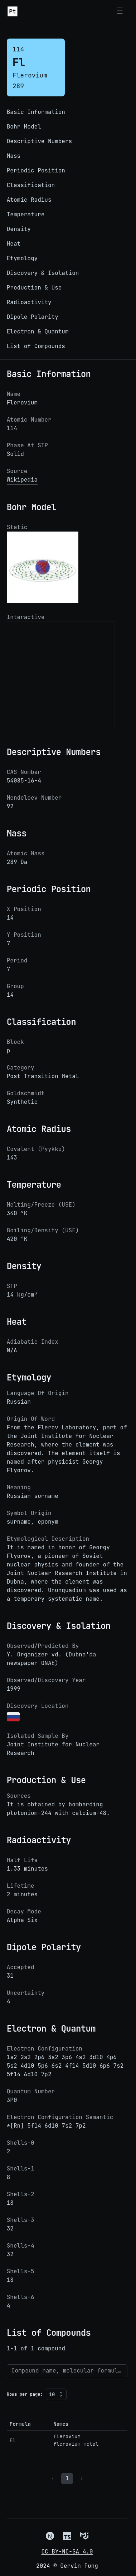 Pt
114
Fl
Flerovium
289
Basic Information
Bohr Model
Descriptive Numbers
Mass
Periodic Position
Classification
Atomic Radius
Temperature
Density
Heat
Etymology
Discovery & Isolation
Production & Use
Radioactivity
Dipole Polarity
Electron & Quantum
List of Compounds
Basic Information
Name
Flerovium
Atomic Number
114
Phase At STP
Solid
Source
Wikipedia
Bohr Model
Static
Interactive
Descriptive Numbers
CAS Number
54085-16-4
Mendeleev Number
92
Mass
Atomic Mass
289 Da
Periodic Position
X Position
14
Y Position
7
Period
7
Group
14
Classification
Block
p
Category
Post Transition Metal
Goldschmidt
Synthetic
Atomic Radius
Covalent (Pyykko)
143
Temperature
Melting/Freeze (USE)
340 °K
Boiling/Density (USE)
420 °K
Density
STP
14 kg/cm³
Heat
Adiabatic Index
N/A
Etymology
Language Of Origin
Russian
Origin Of Word
From the Flerov Laboratory, part of
the Joint Institute for Nuclear
Research, where the element was
discovered. The element itself is
named after physicist Georgy
Flyorov.
Meaning
Russian surname
Symbol Origin
surname, eponym
Etymological Description
It is named in honor of Georgy
Flyorov, a pioneer of Soviet
nuclear physics and founder of the
Joint Nuclear Research Institute in
Dubna, where the element was
discovered. Ununquadium was used as
a temporary systematic name.
Discovery & Isolation
Observed/Predicted By
Y. Organizer vd. (Dubna'da
newspaper ONAE)
Observed/Discovery Year
1999
Discovery Location
Isolated Sample By
Joint Institute for Nuclear
Research
Production & Use
Sources
It is obtained by bombarding
plutonium-244 with calcium-48.
Radioactivity
Half Life
1.33 minutes
Lifetime
2 minutes
Decay Mode
Alpha Six
Dipole Polarity
Accepted
31
Uncertainty
4
Electron & Quantum
Electron Configuration
1s2 2s2 2p6 3s2 3p6 4s2 3d10 4p6
5s2 4d10 5p6 6s2 4f14 5d10 6p6 7s2
5f14 6d10 7p2
Quantum Number
3P0
Electron Configuration Semantic
*[Rn] 5f14 6d10 7s2 7p2
Shells-0
2
Shells-1
8
Shells-2
18
Shells-3
32
Shells-4
32
Shells-5
18
Shells-6
4
List of Compounds
1-1 of 1 compound
Compound name, molecular formul…
Rows per page: 10
Formula Names
Fl flerovium
flerovium metal
1
CC BY-NC-SA 4.0
2024 © Gervin Fung